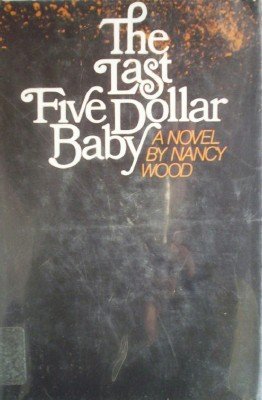 The
Last
Five Dollar
Baby
A NOVEL
BY NANCY
WOOD